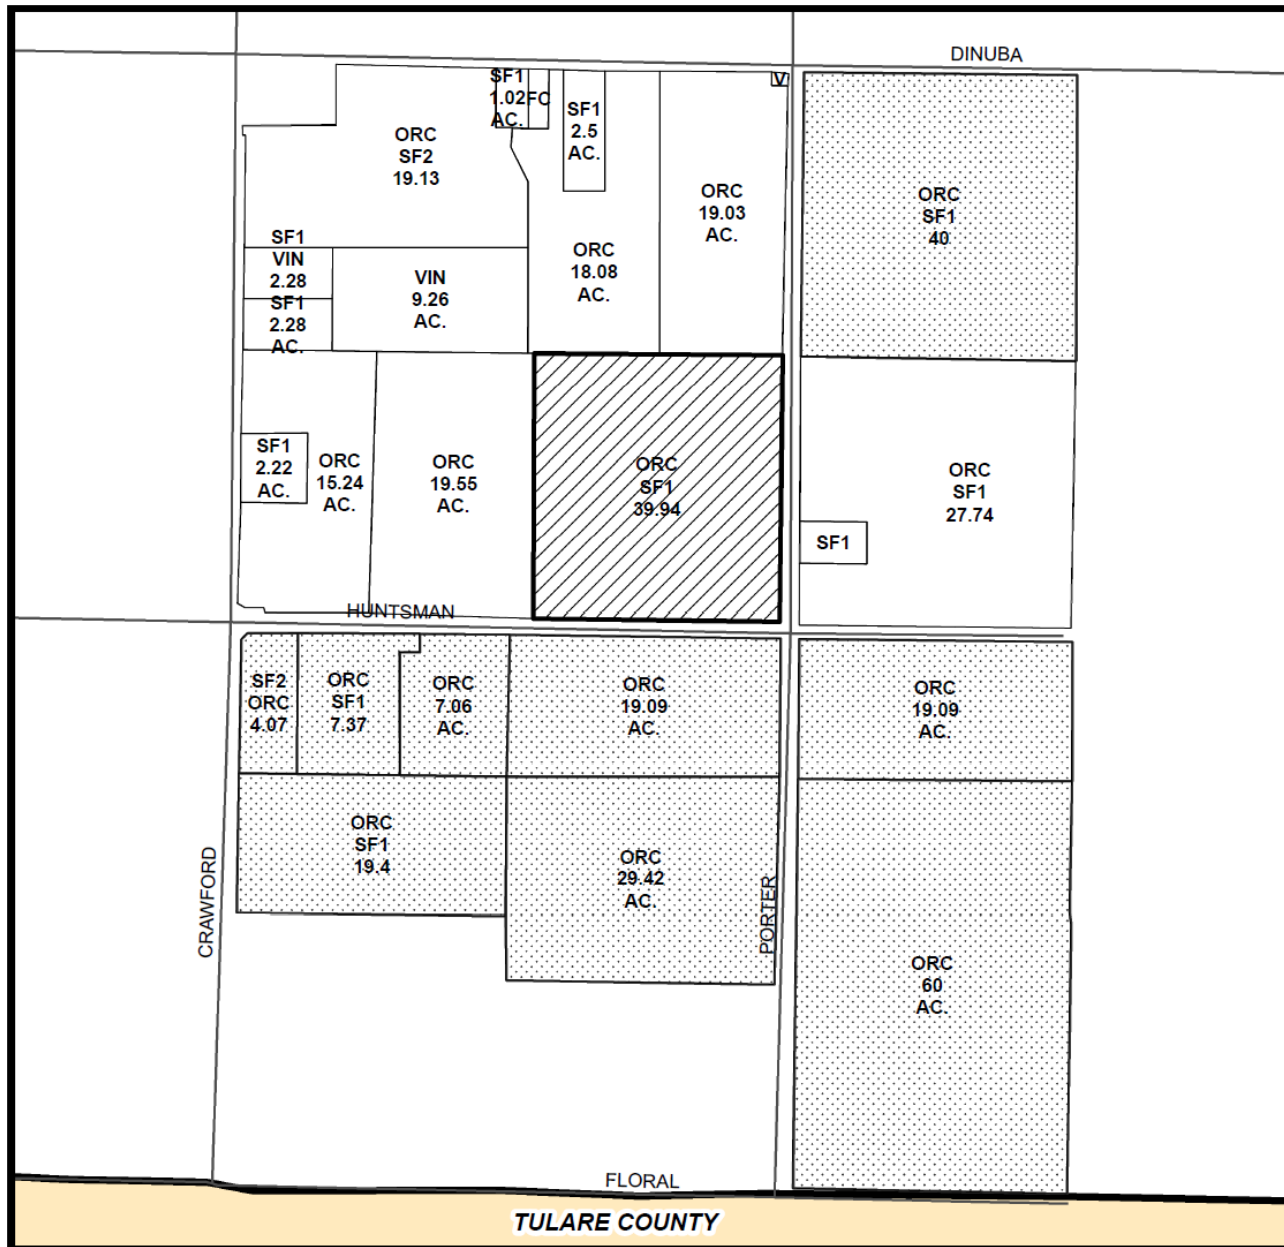 DINUBA
SF1
1.02
AC.
FC
SF1
2.5
AC.
V
ORC
SF2
19.13
ORC
19.03
AC.
ORC
SF1
40
SF1
VIN
2.28
VIN
9.26
AC.
ORC
18.08
AC.
SF1
2.28
AC.
SF1
2.22
AC.
ORC
15.24
AC.
ORC
19.55
AC.
ORC
SF1
39.94
ORC
SF1
27.74
SF1
HUNTSMAN
SF2
ORC
4.07
ORC
SF1
7.37
ORC
7.06
AC.
ORC
19.09
AC.
ORC
19.09
AC.
ORC
SF1
19.4
ORC
29.42
AC.
CRAWFORD
PORTER
ORC
60
AC.
FLORAL
TULARE COUNTY